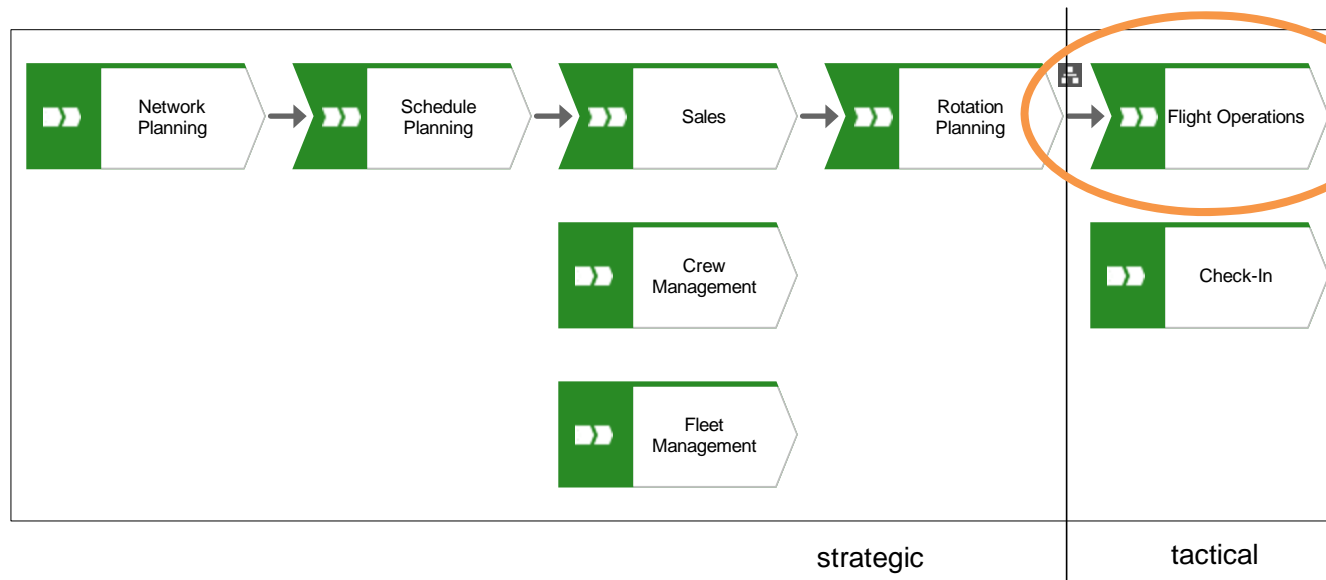 Network
Planning
Schedule
Planning
Sales
Rotation
Planning
Flight Operations
Crew
Management
Check-In
Fleet
Management
strategic
tactical